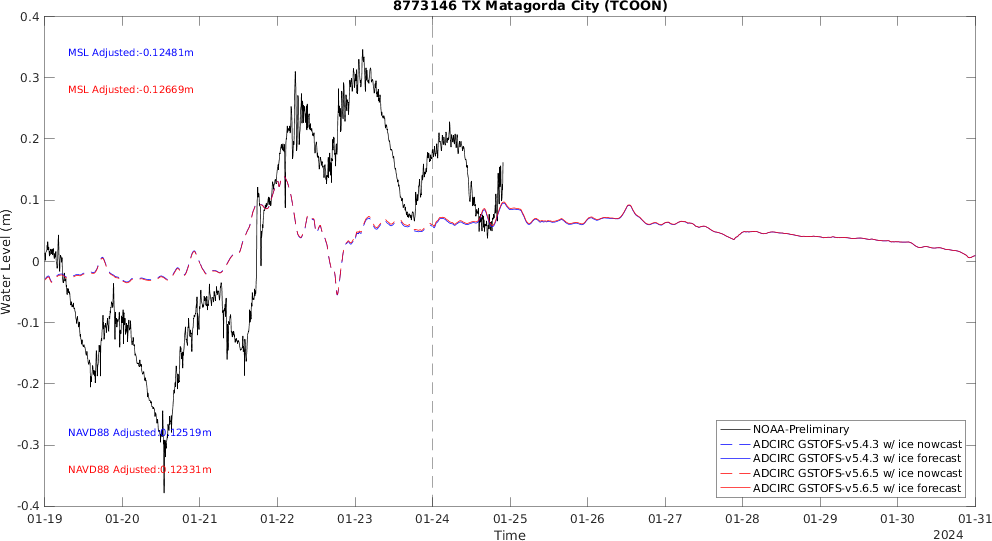 8773146 TX Matagorda City (TCOON)
0.4
0.3
0.2
0.1
0
-0.1
-0.2
-0.3
-0.4
Water Level (m)
MSL Adjusted:-0.12481m
MSL Adjusted:-0.12669m
NAVD88 Adjusted:0.12519m
NAVD88 Adjusted:0.12331m
NOAA-Preliminary
ADCIRC GSTOFS-v5.4.3 w/ ice nowcast
ADCIRC GSTOFS-v5.4.3 w/ ice forecast
ADCIRC GSTOFS-v5.6.5 w/ ice nowcast
ADCIRC GSTOFS-v5.6.5 w/ ice forecast
01-19 01-20 01-21 01-22 01-23 01-24 01-25 01-26 01-27 01-28 01-29 01-30 01-31
Time
2024